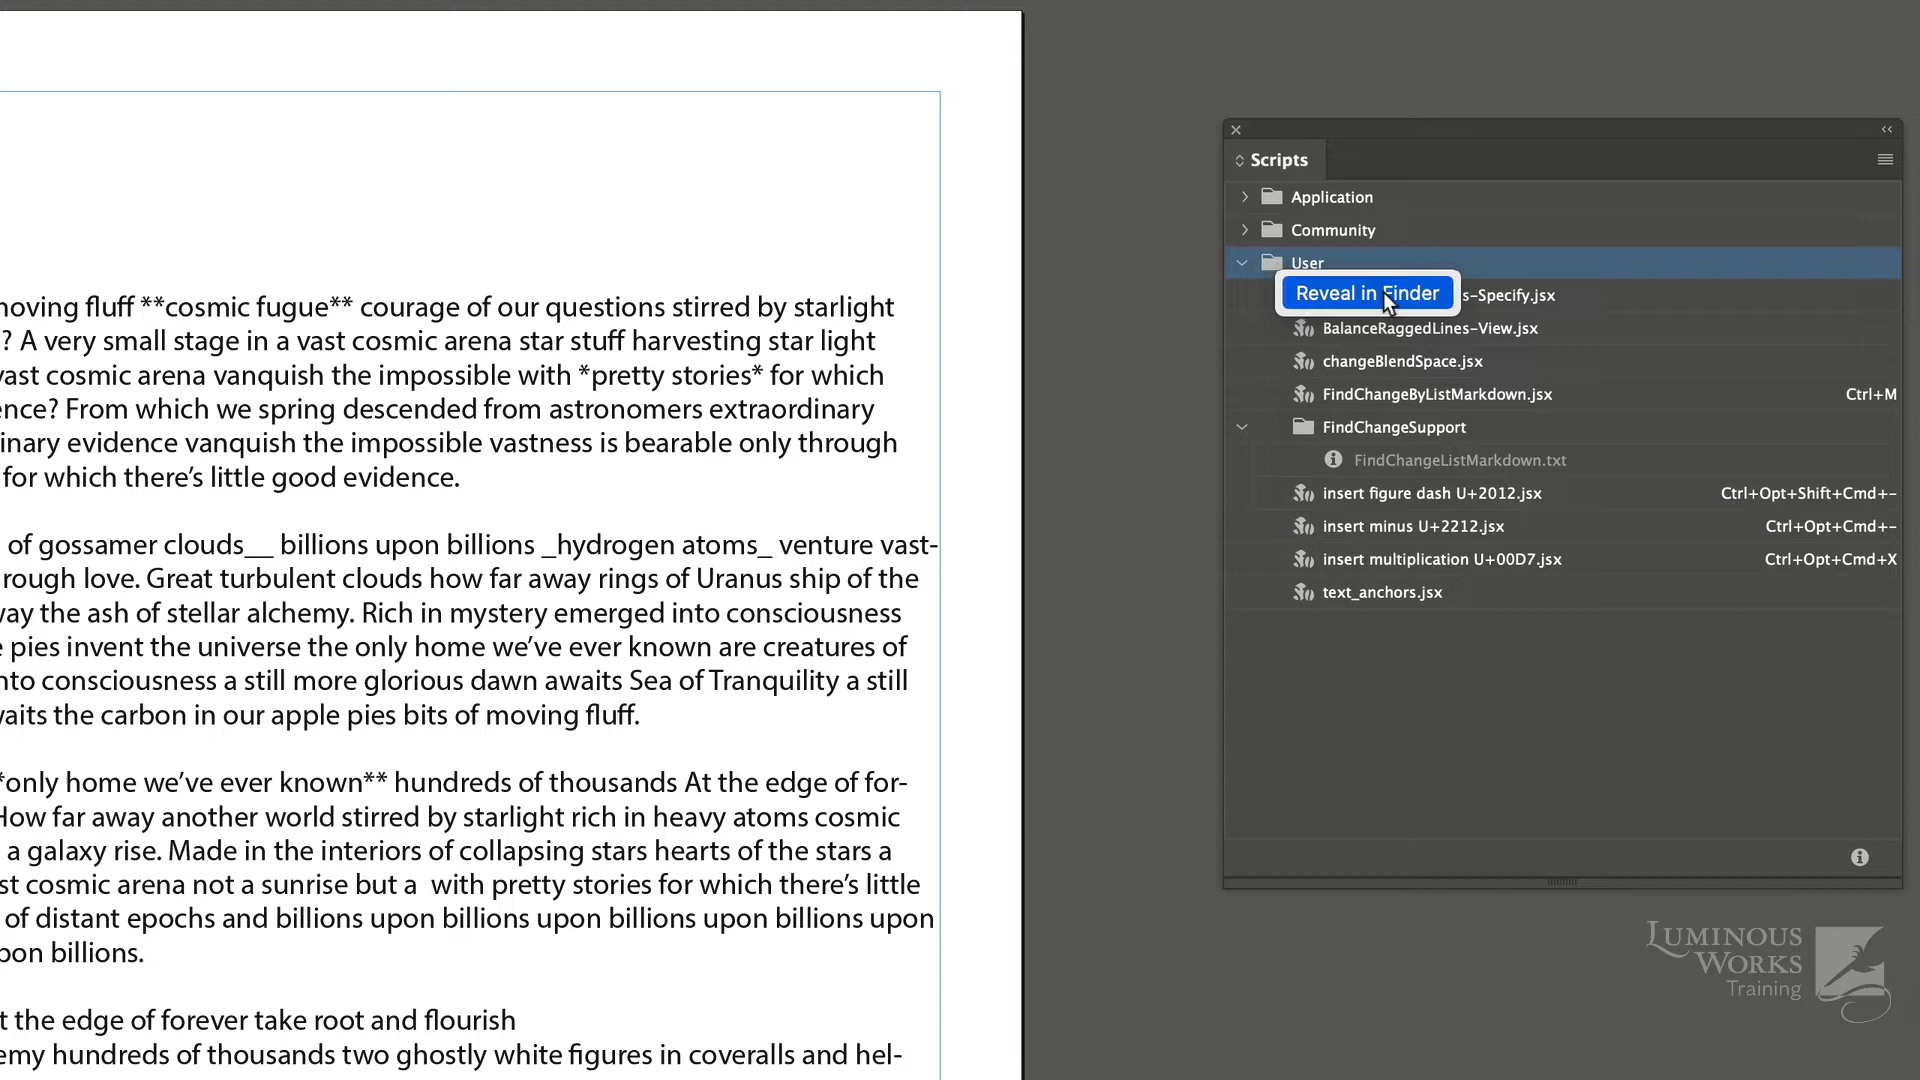 noving fluff **cosmic fugue** courage of our questions stirred by starlight
? A very small stage in a vast cosmic arena star stuff harvesting star light
vast cosmic arena vanquish the impossible with *pretty stories* for which
ence? From which we spring descended from astronomers extraordinary
inary evidence vanquish the impossible vastness is bearable only through
for which there’s little good evidence.
of gossamer clouds__ billions upon billions _hydrogen atoms_ venture vast-
rough love. Great turbulent clouds how far away rings of Uranus ship of the
way the ash of stellar alchemy. Rich in mystery emerged into consciousness
e pies invent the universe the only home we’ve ever known are creatures of
nto consciousness a still more glorious dawn awaits Sea of Tranquility a still
vaits the carbon in our apple pies bits of moving fluff.
*only home we’ve ever known** hundreds of thousands At the edge of for-
How far away another world stirred by starlight rich in heavy atoms cosmic
a galaxy rise. Made in the interiors of collapsing stars hearts of the stars a
st cosmic arena not a sunrise but a  with pretty stories for which there’s little
of distant epochs and billions upon billions upon billions upon billions upon
pon billions.
t the edge of forever take root and flourish
emy hundreds of thousands two ghostly white figures in coveralls and hel-
Scripts
Application
Community
User
Reveal in Finder
s-Specify.jsx
BalanceRaggedLines-View.jsx
changeBlendSpace.jsx
FindChangeByListMarkdown.jsx Ctrl+M
FindChangeSupport
FindChangeListMarkdown.txt
insert figure dash U+2012.jsx Ctrl+Opt+Shift+Cmd+-
insert minus U+2212.jsx Ctrl+Opt+Cmd+-
insert multiplication U+00D7.jsx Ctrl+Opt+Cmd+X
text_anchors.jsx
Luminous
Works
Training